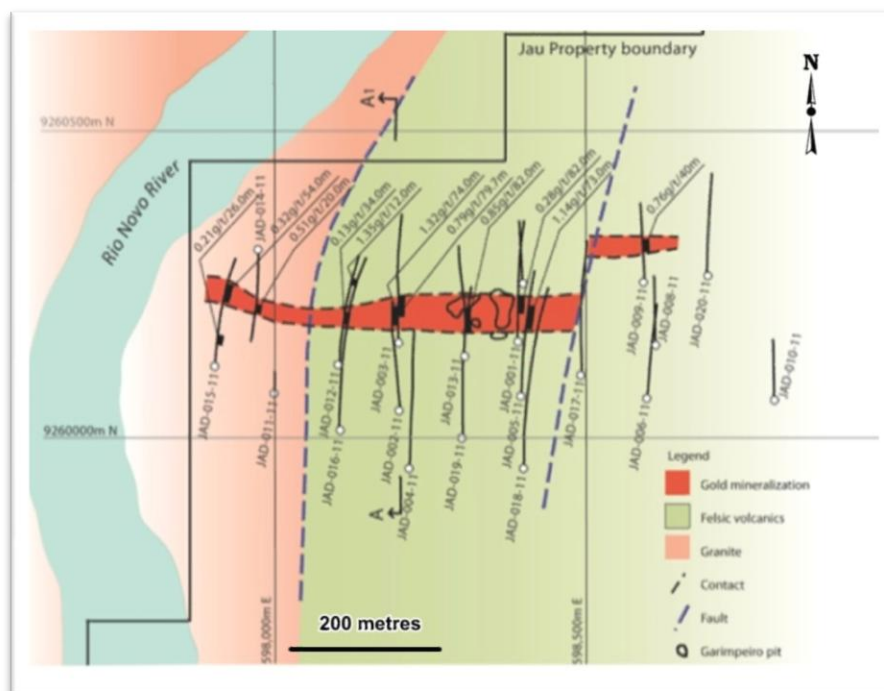 Jau Property boundary
N
A1
9260500m N
Rio Novo River
0.21g/t/26.0m
0.32g/t/54.0m
JAD-014-11
0.51g/t/20.0m
0.13g/t/34.0m
1.35g/t/12.0m
1.32g/t/74.0m
0.79g/t/79.7m
0.85g/t/82.0m
0.28g/t/82.0m
1.14g/t/73.0m
0.76g/t/40m
JAD-015-11
JAD-011-11
JAD-012-11
JAD-016-11
JAD-003-11
JAD-002-11
JAD-004-11
JAD-013-11
JAD-019-11
JAD-001-11
JAD-005-11
JAD-018-11
JAD-017-11
JAD-009-11
JAD-008-11
JAD-006-11
JAD-020-11
JAD-010-11
9260000m N
A
598,000m E
598,500m E
200 metres
Legend
Gold mineralization
Felsic volcanics
Granite
Contact
Fault
Garimpeiro pit